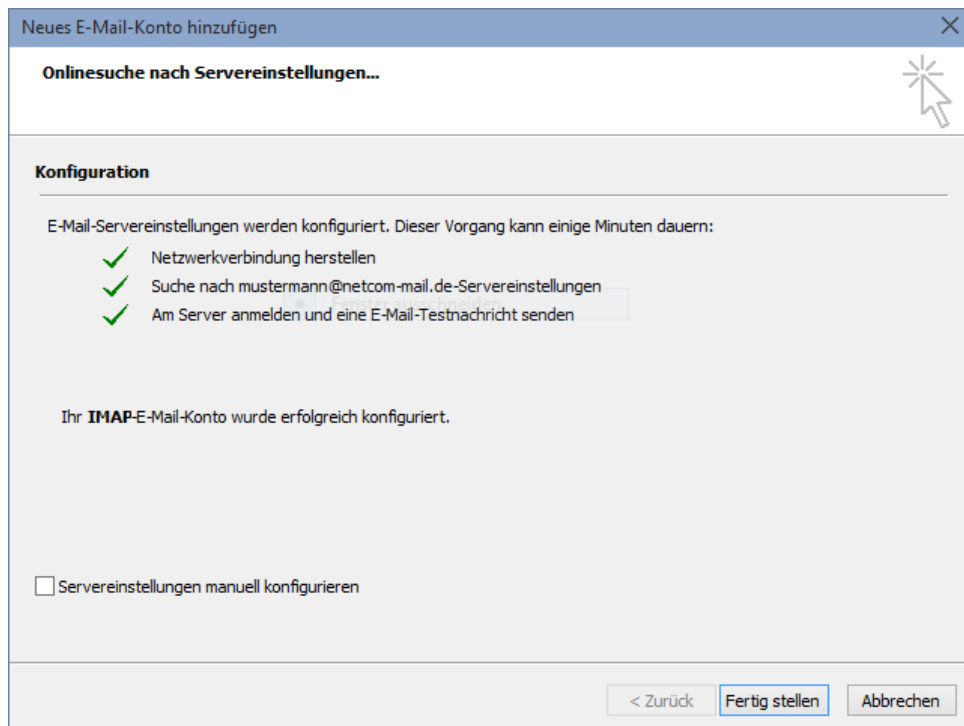 Neues E-Mail-Konto hinzufügen
Onlinesuche nach Servereinstellungen...
Konfiguration
E-Mail-Servereinstellungen werden konfiguriert. Dieser Vorgang kann einige Minuten dauern:
Netzwerkverbindung herstellen
Suche nach mustermann@netcom-mail.de-Servereinstellungen
Fenster ausschneiden
Am Server anmelden und eine E-Mail-Testnachricht senden
Ihr IMAP-E-Mail-Konto wurde erfolgreich konfiguriert.
Servereinstellungen manuell konfigurieren
< Zurück Fertig stellen Abbrechen